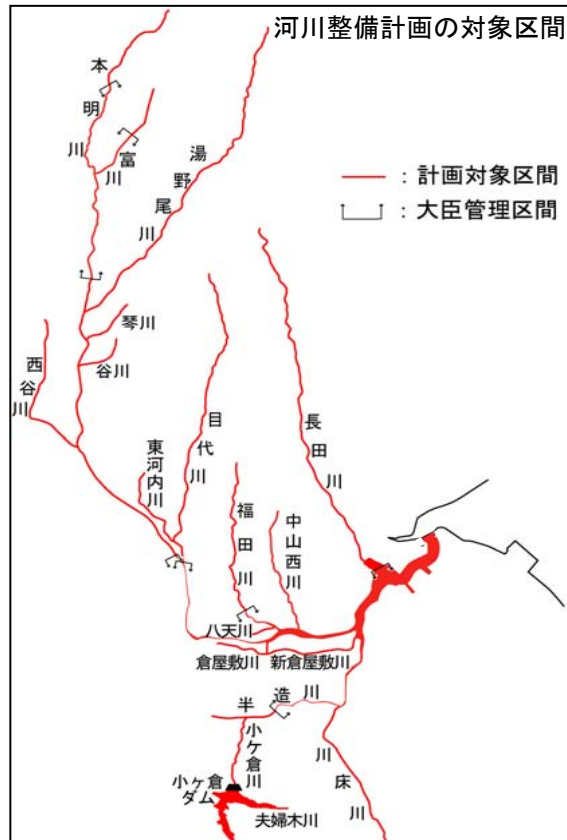 河川整備計画の対象区間
本明川
富川
湯野尾川
：計画対象区間
：大臣管理区間
琴川
谷川
西谷川
東河内川
目代川
長田川
福田川
中山西川
八天川
倉屋敷川
新倉屋敷川
半造川
小ケ倉川
小ヶ倉
ダム
夫婦木川
川床川